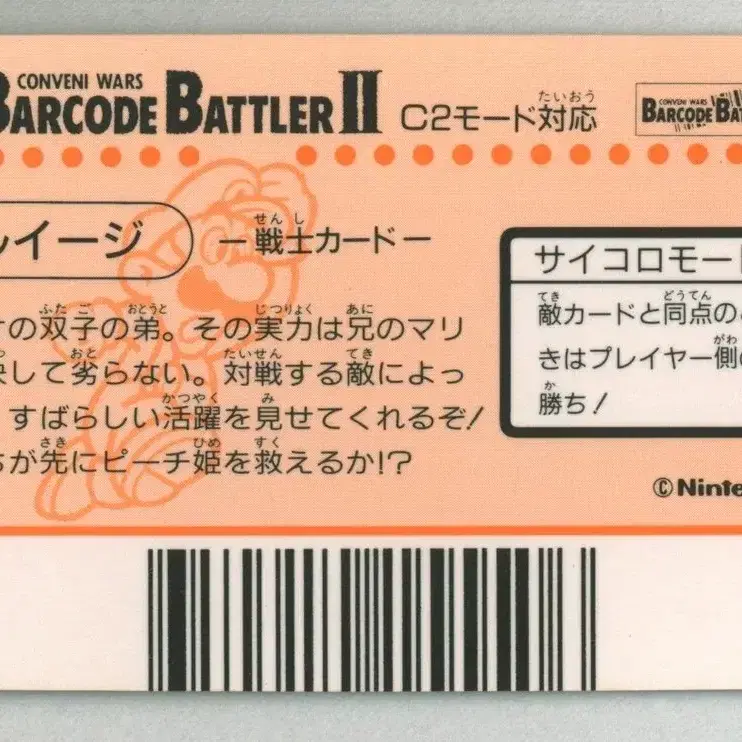 CONVENI WARS
BARCODE BATTLER II
C2モード対応
たいおう
CONVENI WARS
BARCODE BA
ルイージ
ー戦士カードー
せんし
の双子の弟。その実力は兄のマリ
ふたご おとうと じつりょく あに
して劣らない。対戦する敵によっ
おと たいせん てき
すばらしい活躍を見せてくれるぞ!
かつやく み
が先にピーチ姫を救えるか!?
さき ひめ すく
サイコロモー
敵カードと同点の
てき どうてん
きはプレイヤー側
がわ
勝ち!
か
©Ninte